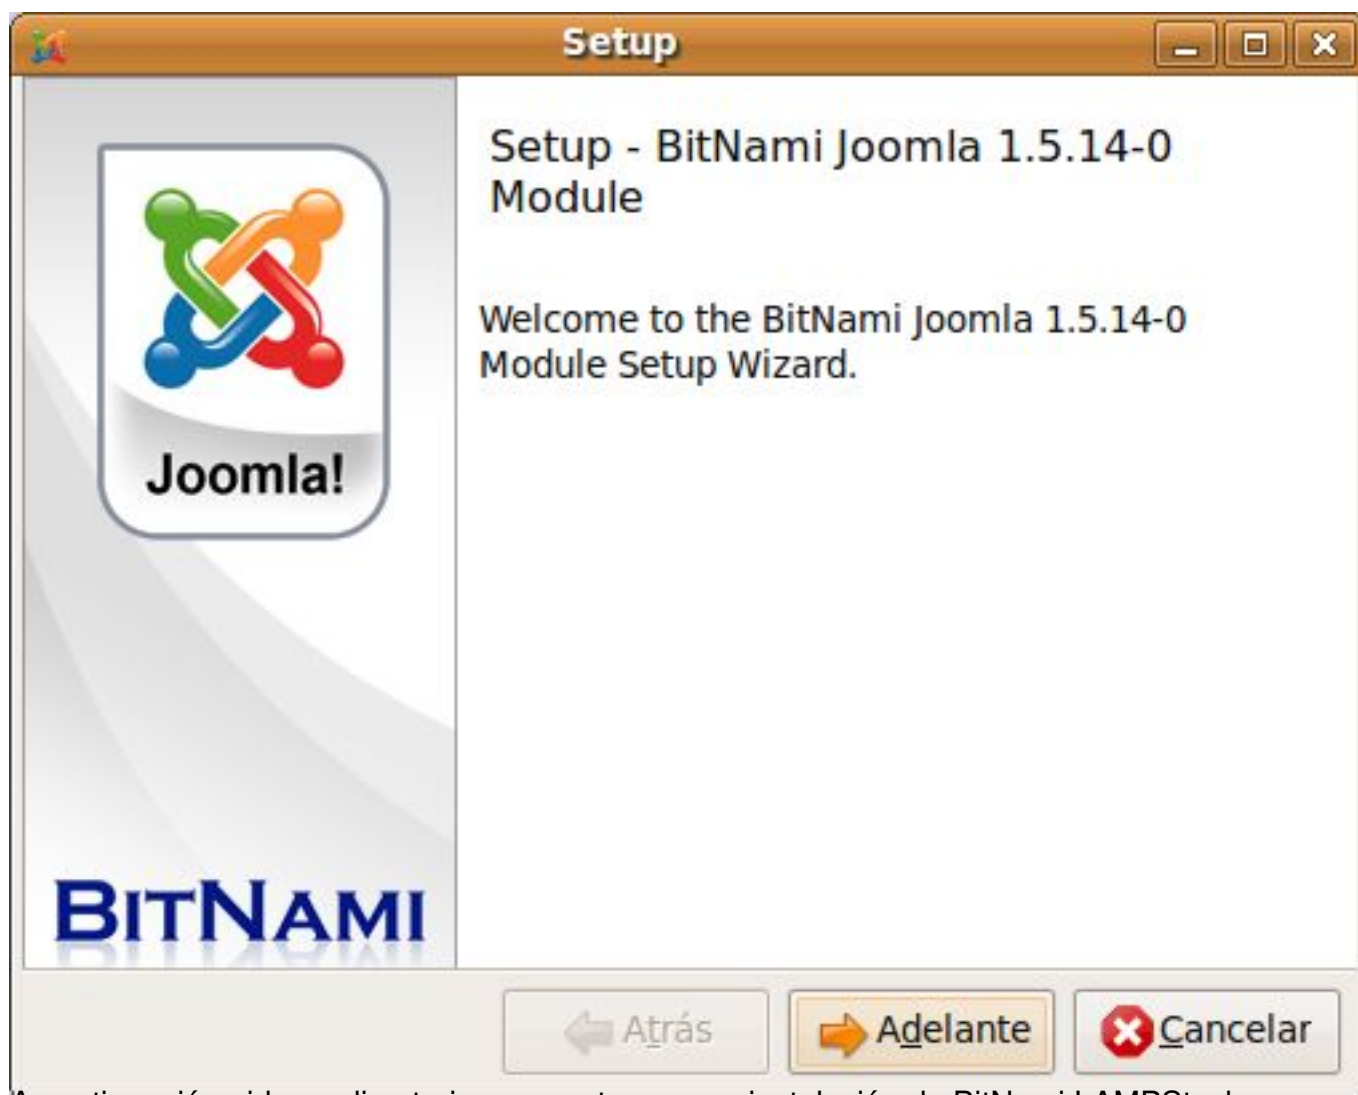 Setup
Setup - BitNami Joomla 1.5.14-0
Module
Welcome to the BitNami Joomla 1.5.14-0
Module Setup Wizard.
Joomla!
BITNAMI
Atrás
Adelante
Cancelar